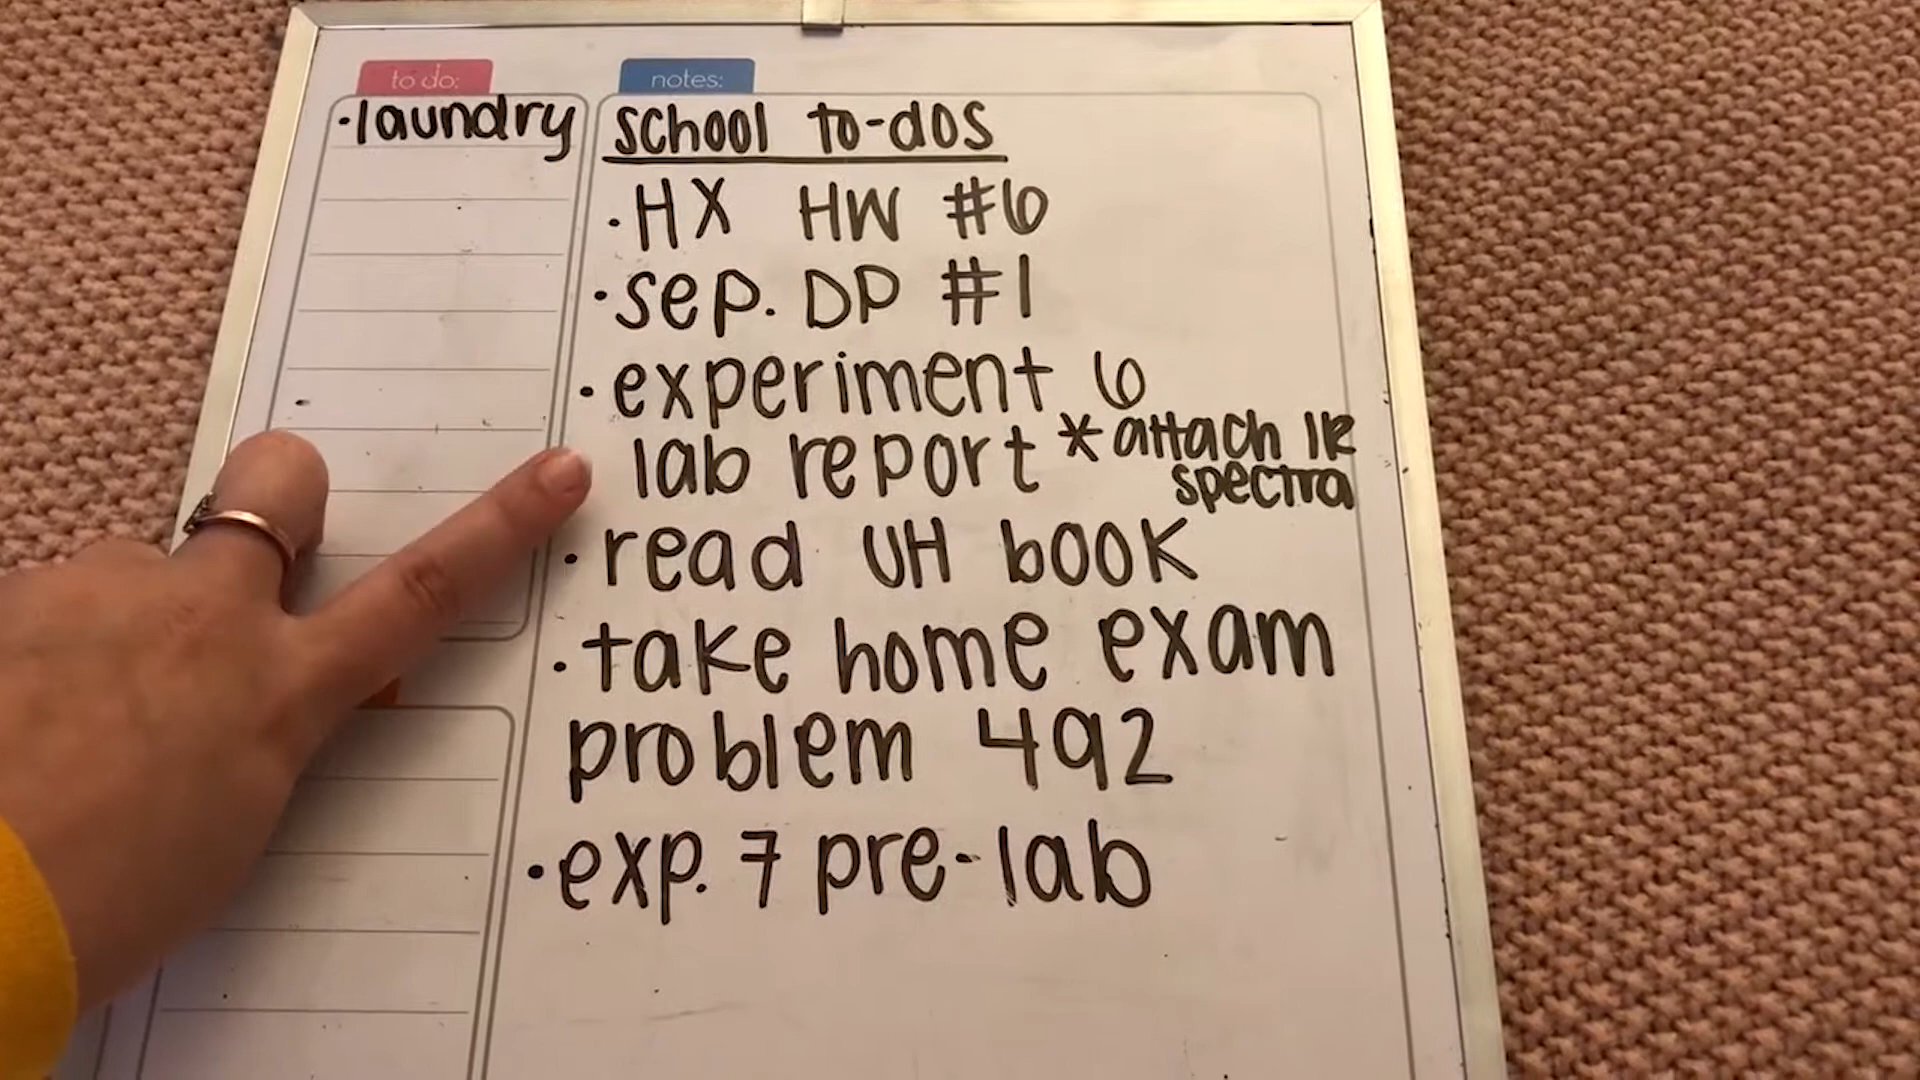 to do:
notes:
·laundry
school to-dos
·HX HW #6
·sep. DP #1
·experiment 6
lab report *attach IR
spectra
·read UH book
·take home exam
problem 4q2
·exp. 7 pre-lab